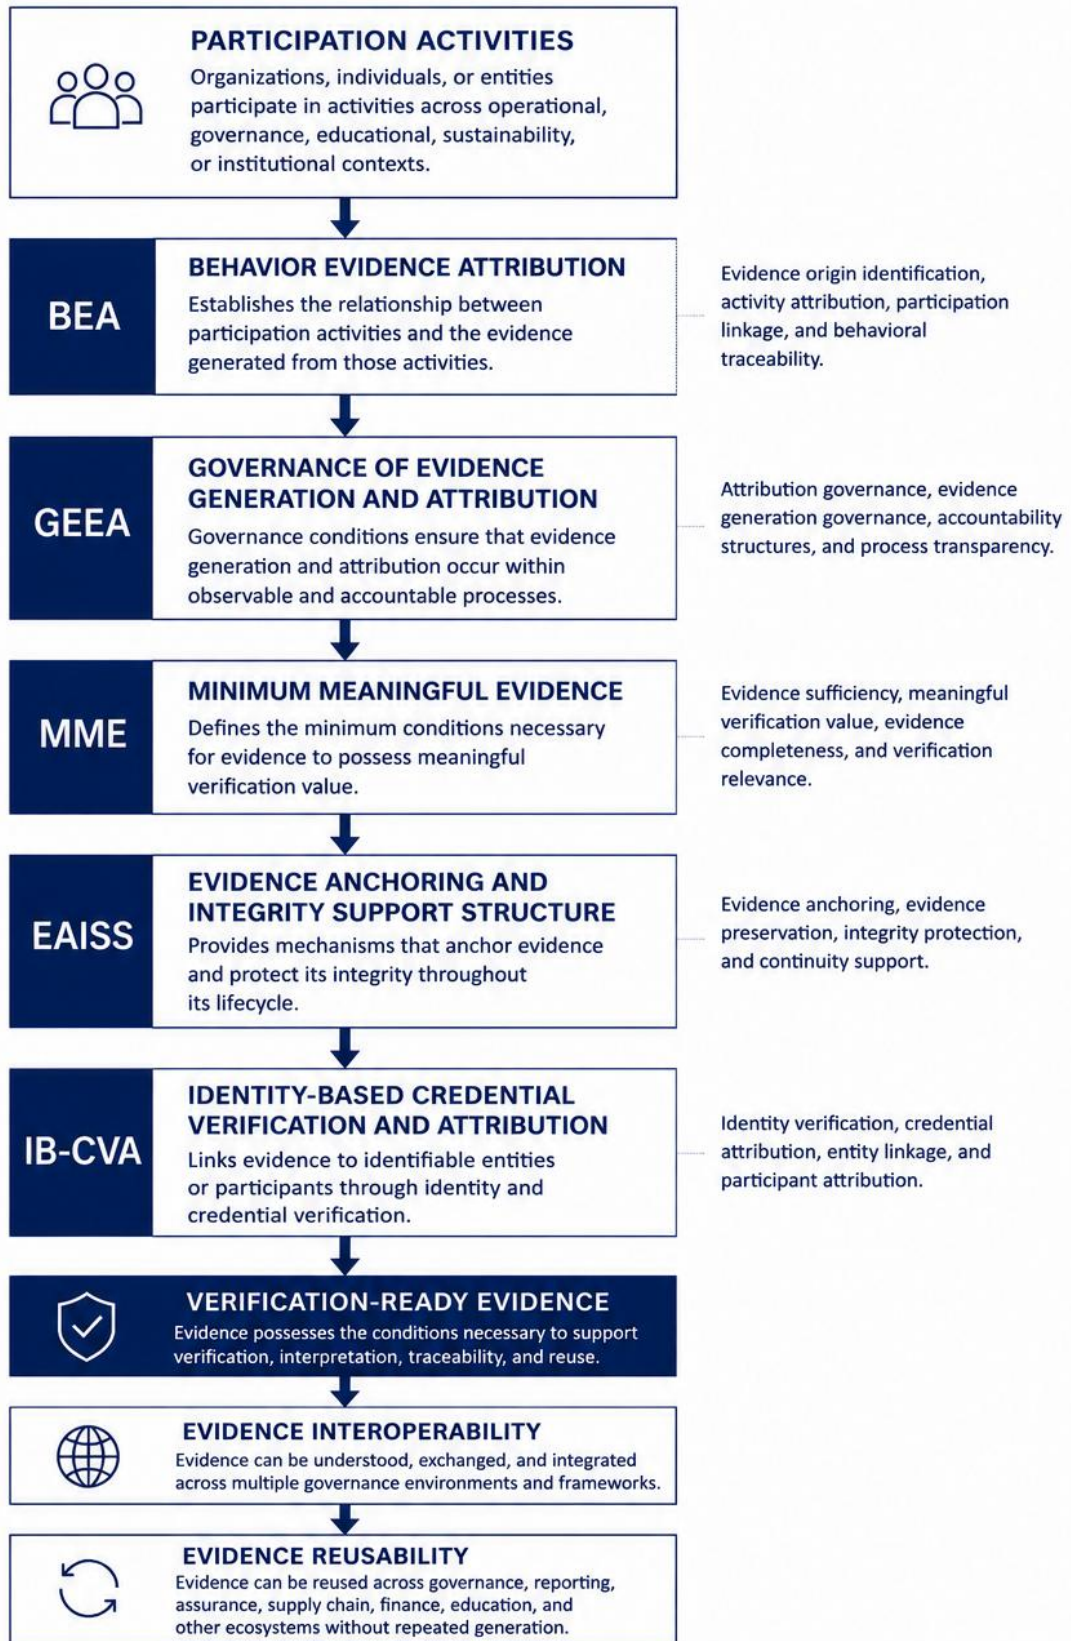 PARTICIPATION ACTIVITIES
Organizations, individuals, or entities
participate in activities across operational,
governance, educational, sustainability,
or institutional contexts.
BEA
BEHAVIOR EVIDENCE ATTRIBUTION
Establishes the relationship between
participation activities and the evidence
generated from those activities.
Evidence origin identification,
activity attribution, participation
linkage, and behavioral
traceability.
GEEA
GOVERNANCE OF EVIDENCE
GENERATION AND ATTRIBUTION
Governance conditions ensure that evidence
generation and attribution occur within
observable and accountable processes.
Attribution governance, evidence
generation governance, accountability
structures, and process transparency.
MME
MINIMUM MEANINGFUL EVIDENCE
Defines the minimum conditions necessary
for evidence to possess meaningful
verification value.
Evidence sufficiency, meaningful
verification value, evidence
completeness, and verification
relevance.
EAISS
EVIDENCE ANCHORING AND
INTEGRITY SUPPORT STRUCTURE
Provides mechanisms that anchor evidence
and protect its integrity throughout
its lifecycle.
Evidence anchoring, evidence
preservation, integrity protection,
and continuity support.
IB-CVA
IDENTITY-BASED CREDENTIAL
VERIFICATION AND ATTRIBUTION
Links evidence to identifiable entities
or participants through identity and
credential verification.
Identity verification, credential
attribution, entity linkage, and
participant attribution.
VERIFICATION-READY EVIDENCE
Evidence possesses the conditions necessary to support
verification, interpretation, traceability, and reuse.
EVIDENCE INTEROPERABILITY
Evidence can be understood, exchanged, and integrated
across multiple governance environments and frameworks.
EVIDENCE REUSABILITY
Evidence can be reused across governance, reporting,
assurance, supply chain, finance, education, and
other ecosystems without repeated generation.